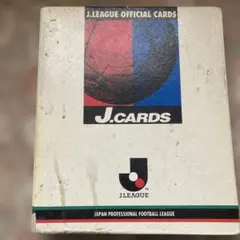 J.LEAGUE OFFICIAL CARDS
J.CARDS
J.LEAGUE
JAPAN PROFESSIONAL FOOTBALL LEAGUE